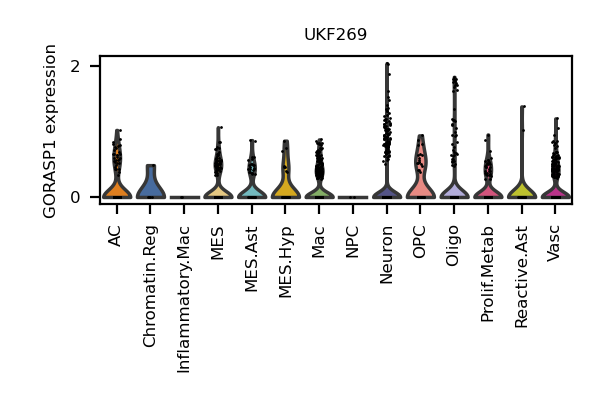 UKF269
GORASP1 expression
2
0
AC
Chromatin.Reg
Inflammatory.Mac
MES
MES.Ast
MES.Hyp
Mac
NPC
Neuron
OPC
Oligo
Prolif.Metab
Reactive.Ast
Vasc